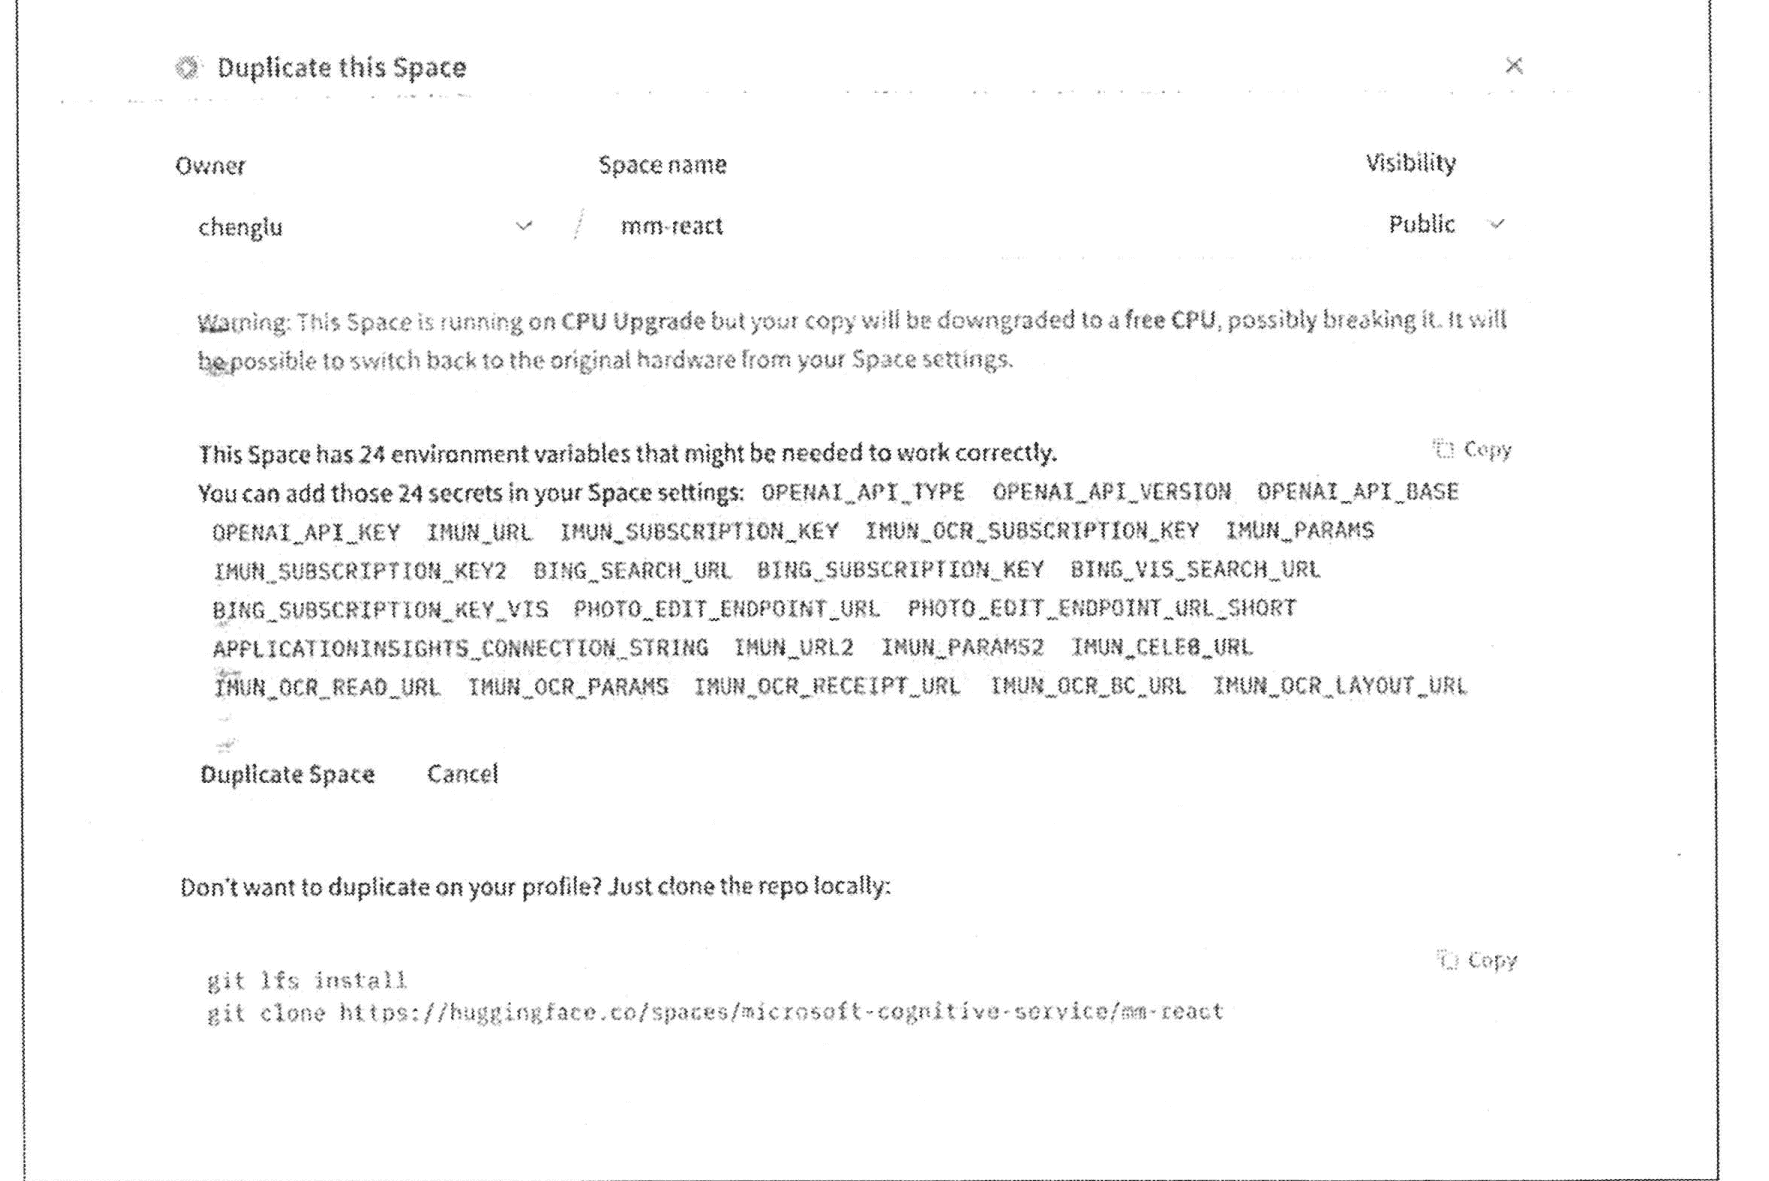 Duplicate this Space
Owner Space name Visibility
chenglu / mm-react Public
Warning: This Space is running on CPU Upgrade but your copy will be downgraded to a free CPU, possibly breaking it. It will
be possible to switch back to the original hardware from your Space settings.
This Space has 24 environment variables that might be needed to work correctly. Copy
You can add those 24 secrets in your Space settings: OPENAI_API_TYPE OPENAI_API_VERSION OPENAI_API_BASE
OPENAI_API_KEY IMUN_URL IMUN_SUBSCRIPTION_KEY IMUN_OCR_SUBSCRIPTION_KEY IMUN_PARAMS
IMUN_SUBSCRIPTION_KEY2 BING_SEARCH_URL BING_SUBSCRIPTION_KEY BING_VIS_SEARCH_URL
BING_SUBSCRIPTION_KEY_VIS PHOTO_EDIT_ENDPOINT_URL PHOTO_EDIT_ENDPOINT_URL_SHORT
APPLICATIONINSIGHTS_CONNECTION_STRING IMUN_URL2 IMUN_PARAMS2 IMUN_CELEB_URL
IMUN_OCR_READ_URL IMUN_OCR_PARAMS IMUN_OCR_RECEIPT_URL IMUN_OCR_BC_URL IMUN_OCR_LAYOUT_URL
Duplicate Space Cancel
Don't want to duplicate on your profile? Just clone the repo locally:
Copy
git lfs install
git clone https://huggingface.co/spaces/microsoft-cognitive-service/mm-react